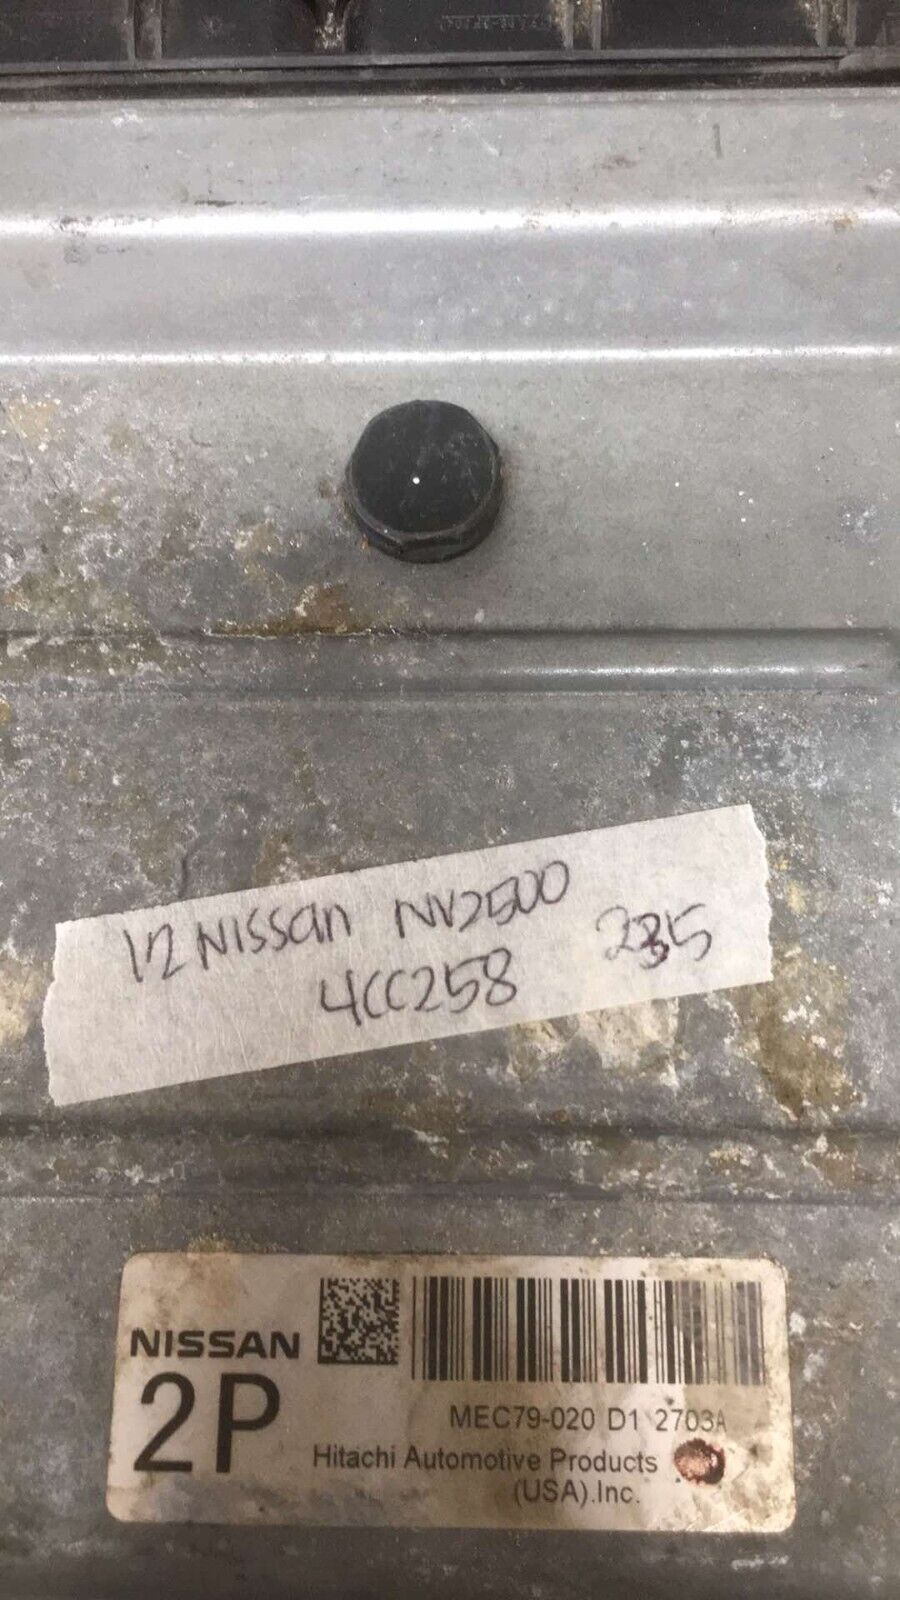 12 Nissan NV2500 235
4CC258
NISSAN
2P
MEC79-020 D1 2703A
Hitachi Automotive Products
(USA).Inc.